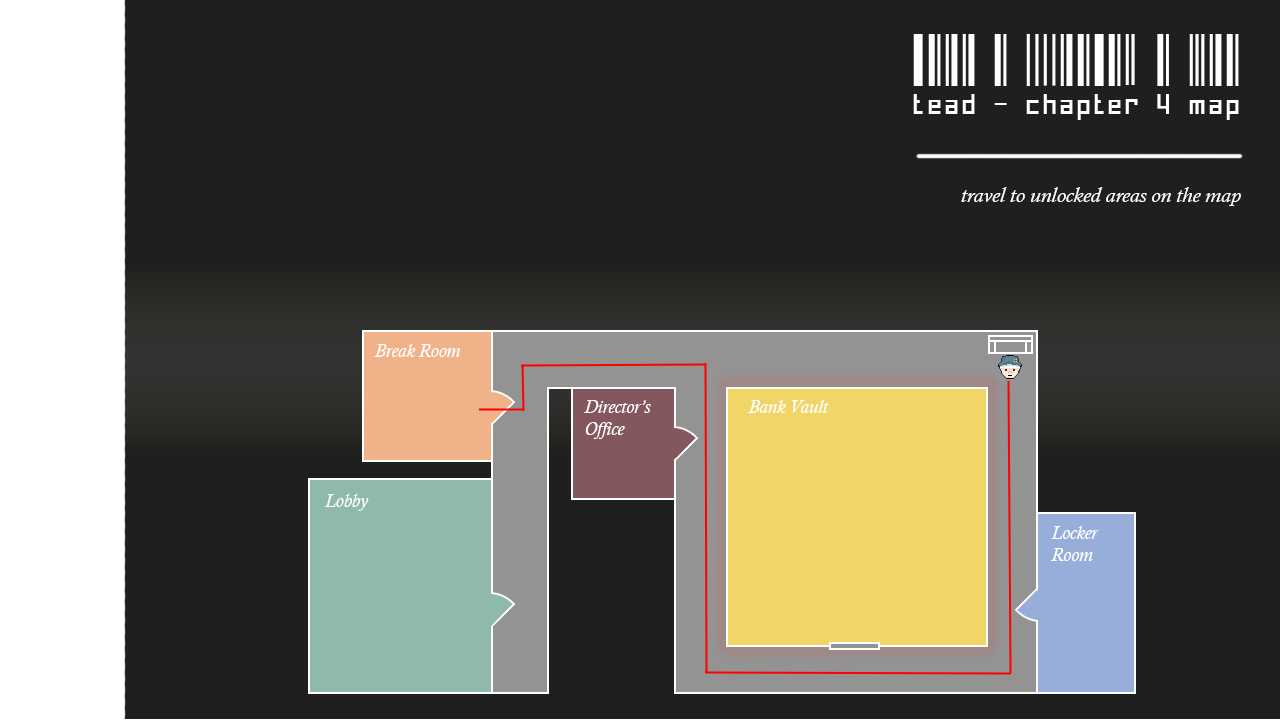 tead - chapter 4 map
travel to unlocked areas on the map
Break Room
Director's
Office
Bank Vault
Lobby
Locker
Room